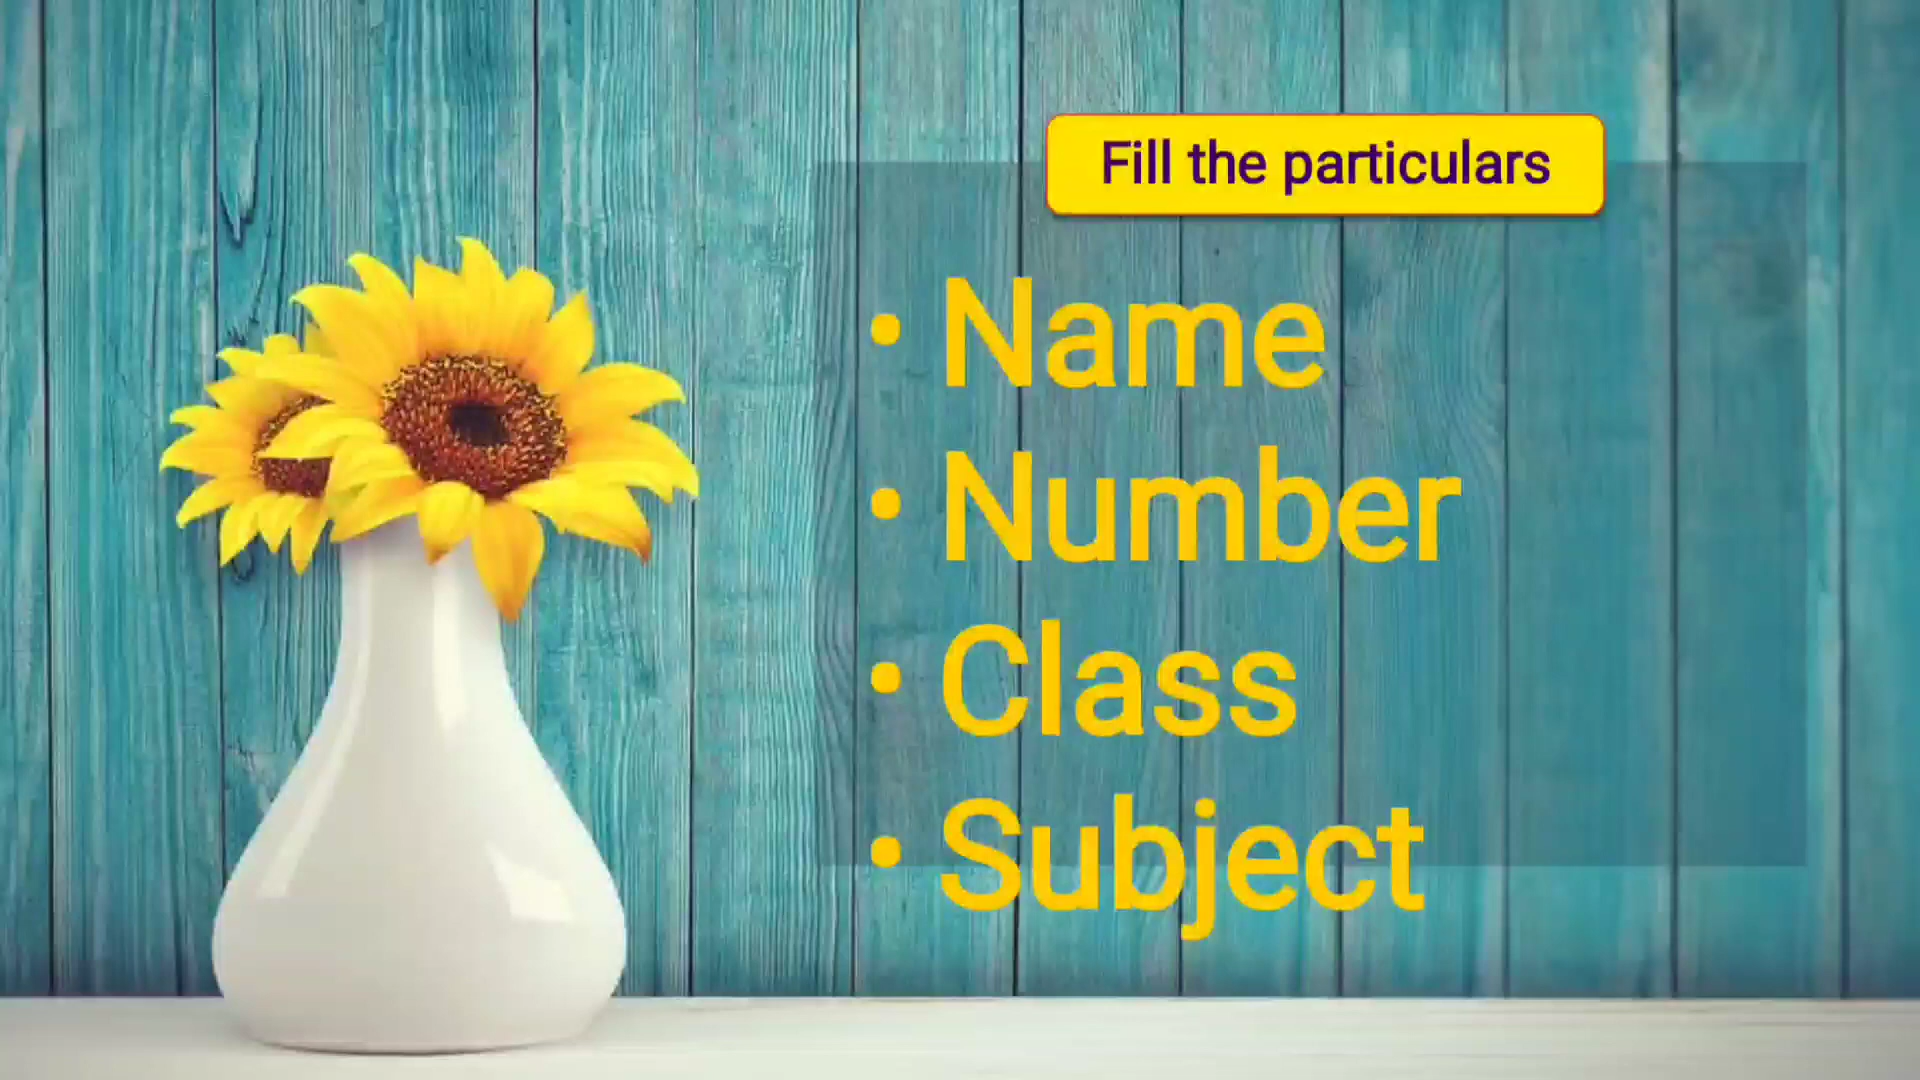 Fill the particulars
• Name
• Number
• Class
• Subject